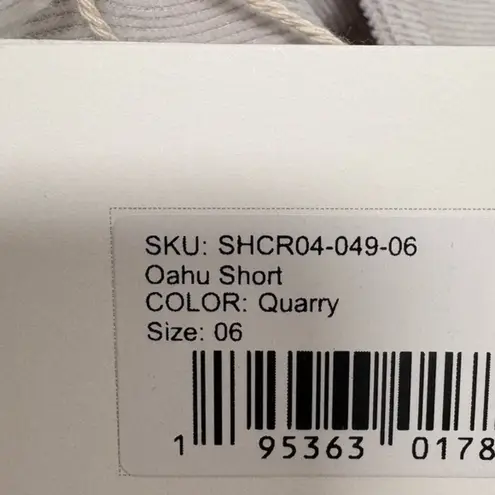 SKU: SHCR04-049-06
Oahu Short
COLOR: Quarry
Size: 06
1 95363 0178